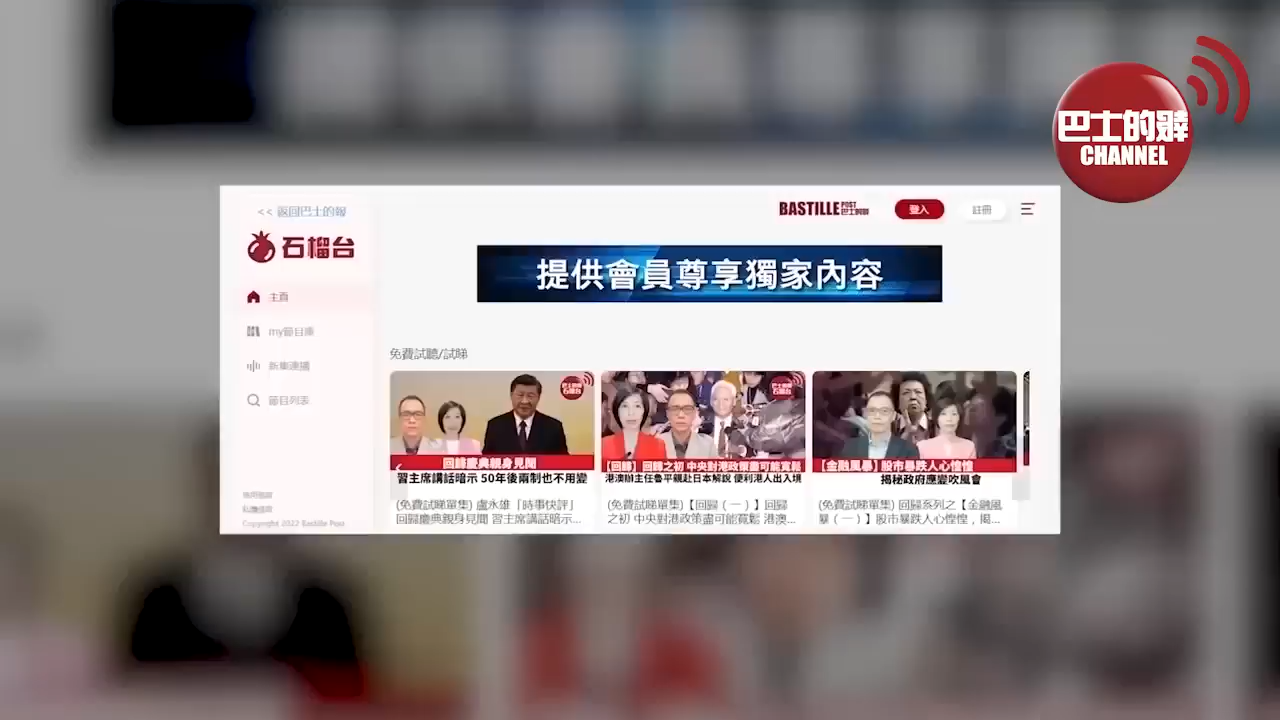 巴士的報
CHANNEL
<< 返回巴士的報
BASTILLE POST
巴士的報
登入
註冊
石榴台
提供會員尊享獨家內容
主頁
my節目庫
新集連播
節目列表
免費試聽/試睇
回歸慶典親身見聞
習主席講話暗示 50年後兩制也不用變
(免費試睇單集) 盧永雄「時事快評」
回歸慶典親身見聞 習主席講話暗示...
【回歸】回歸之初 中央對港政策盡可能寬鬆
港澳辦主任魯平親赴日本解說 便利港人出入境
(免費試睇單集)【回歸（一）】回歸
之初 中央對港政策盡可能寬鬆 港澳...
【金融風暴】股市暴跌人心惶惶
揭秘政府應變吹風會
(免費試睇單集) 回歸系列之【金融風
暴（一）】股市暴跌人心惶惶，揭...
Copyright 2022 Bastille Post